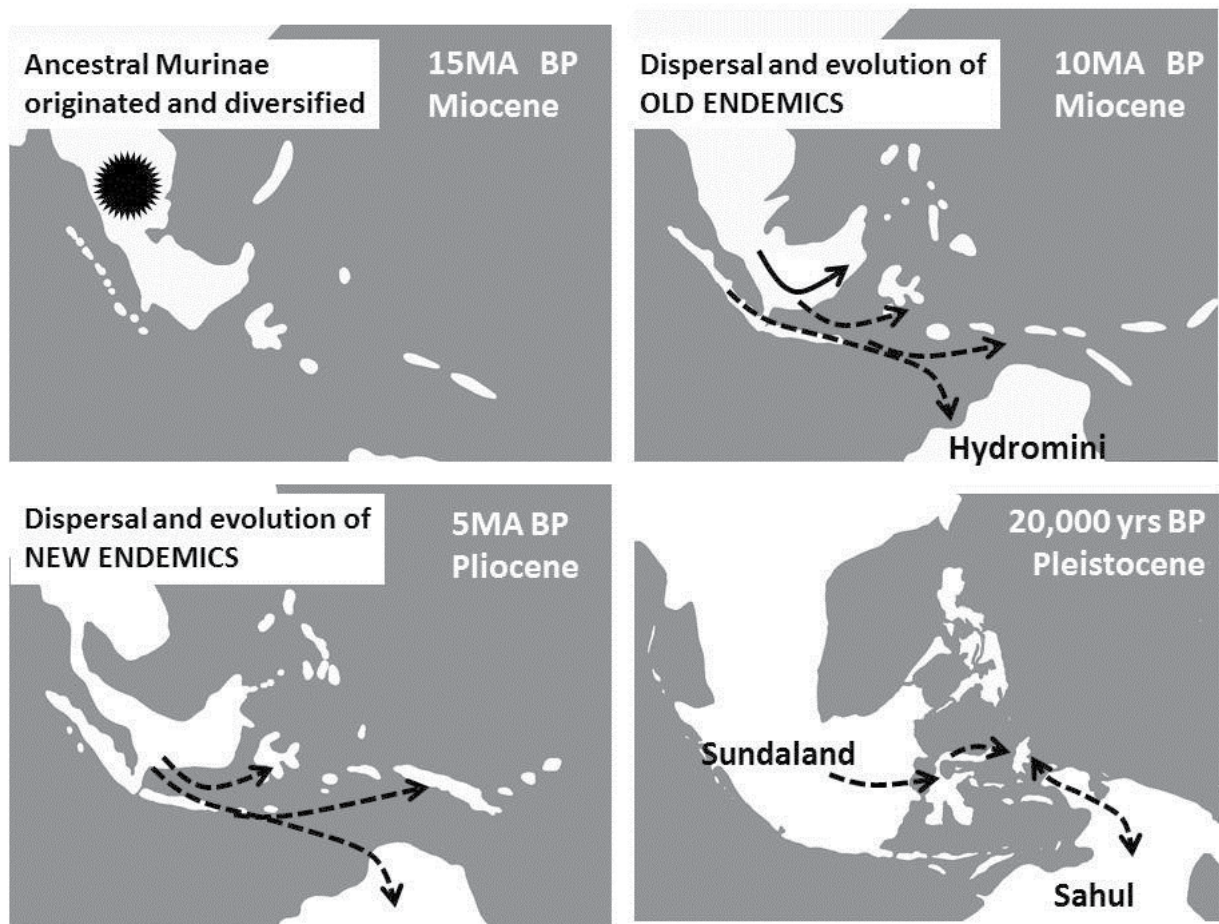 Ancestral Murinae
originated and diversified
15MA BP
Miocene
Dispersal and evolution of
OLD ENDEMICS
10MA BP
Miocene
Hydromini
Dispersal and evolution of
NEW ENDEMICS
5MA BP
Pliocene
20,000 yrs BP
Pleistocene
Sundaland
Sahul